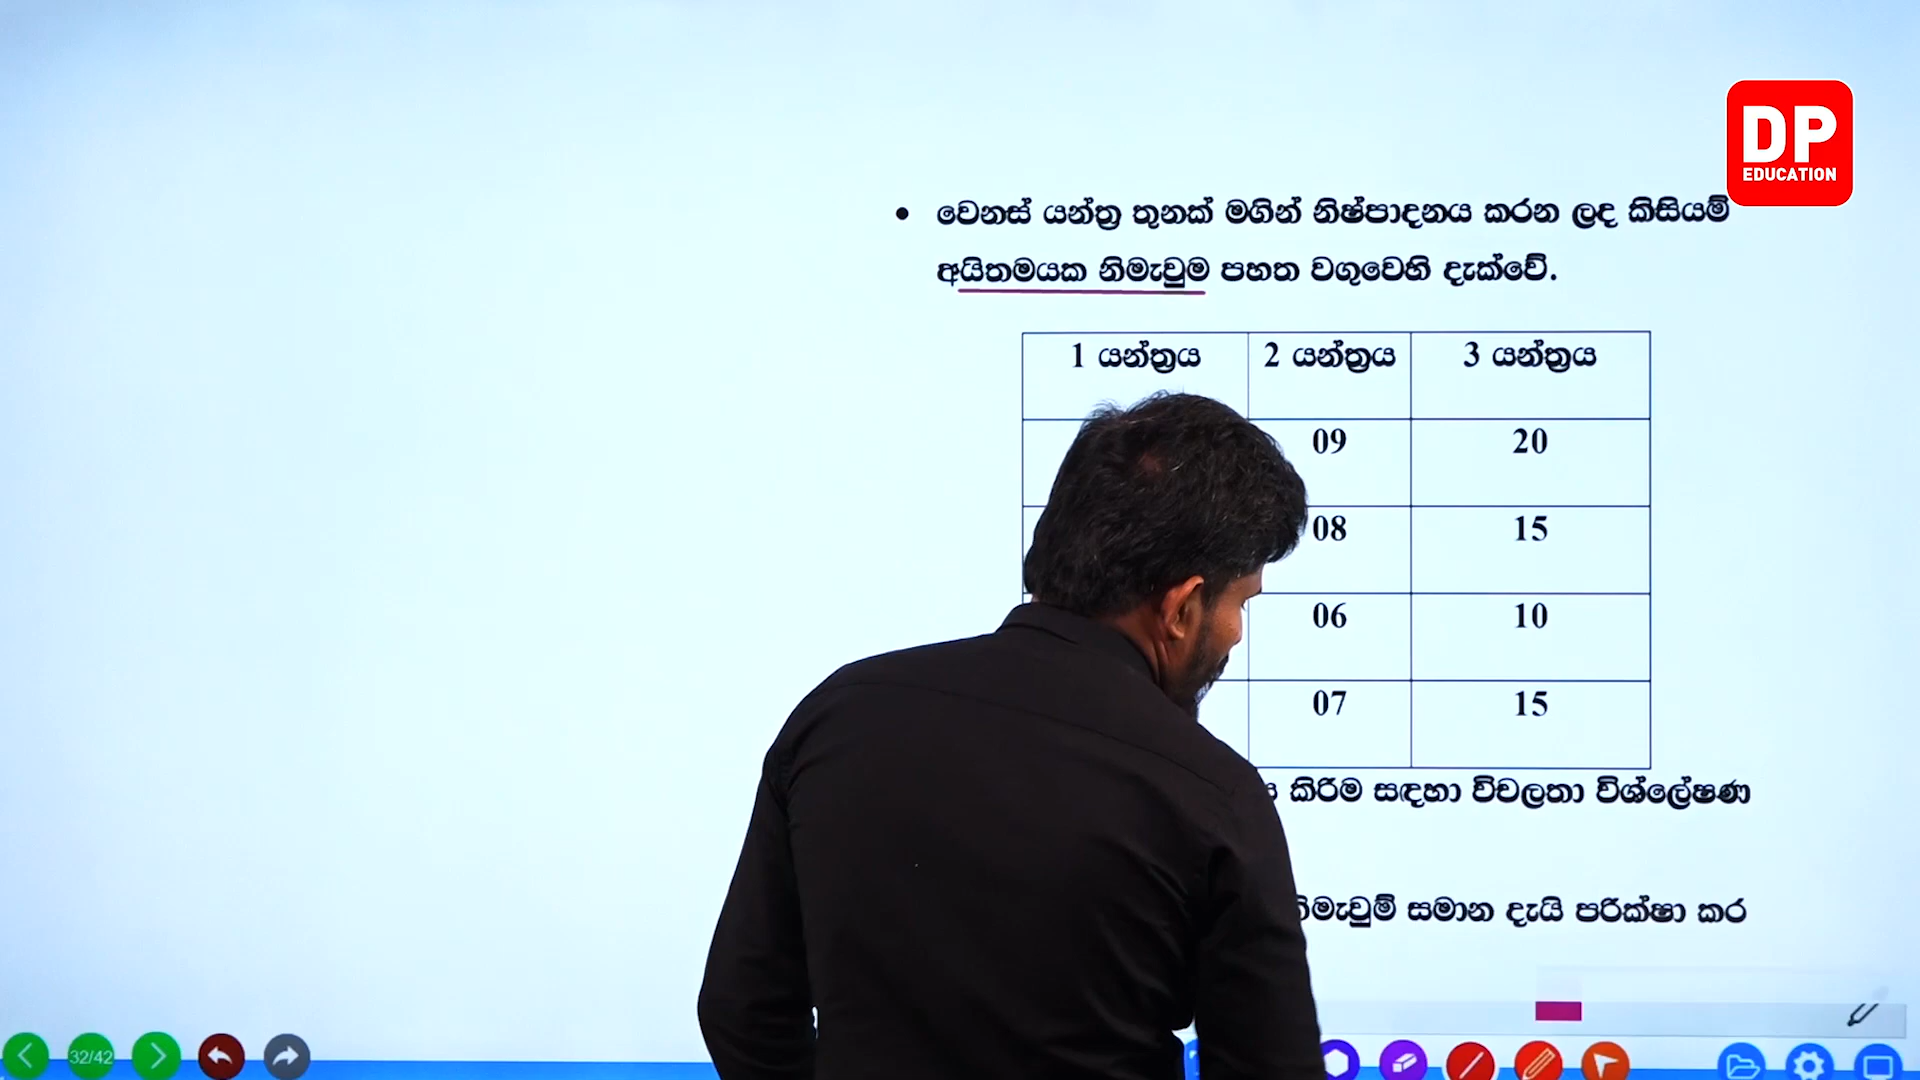 DP
EDUCATION
• වෙනස් යන්ත්‍ර තුනක් මගින් නිෂ්පාදනය කරන ලද කිසියම්
අයිතමයක නිමැවුම පහත වගුවෙහි දැක්වේ.
1 යන්ත්‍රය 2 යන්ත්‍රය 3 යන්ත්‍රය
09 20
08 15
06 10
07 15
කිරීම සඳහා විචලතා විශ්ලේෂණ
නිමැවුම් සමාන දැයි පරික්ෂා කර
32/42